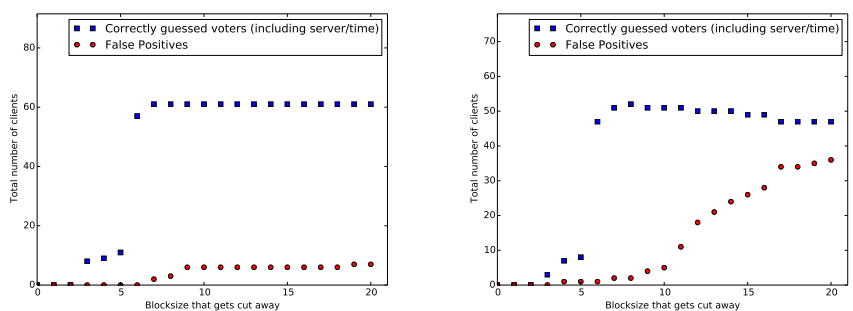 Correctly guessed voters (including server/time)
False Positives
80
60
40
20
0
0 5 10 15 20
Total number of clients
Blocksize that gets cut away
Correctly guessed voters (including server/time)
False Positives
70
60
50
40
30
20
10
0
0 5 10 15 20
Total number of clients
Blocksize that gets cut away